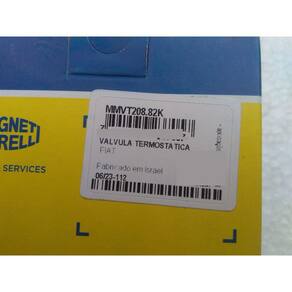 GNETI
RELLI
SERVICES
MMVT208.82K
VALVULA TERMOSTATICA
FIAT
Fabricado em Israel
06/23-112